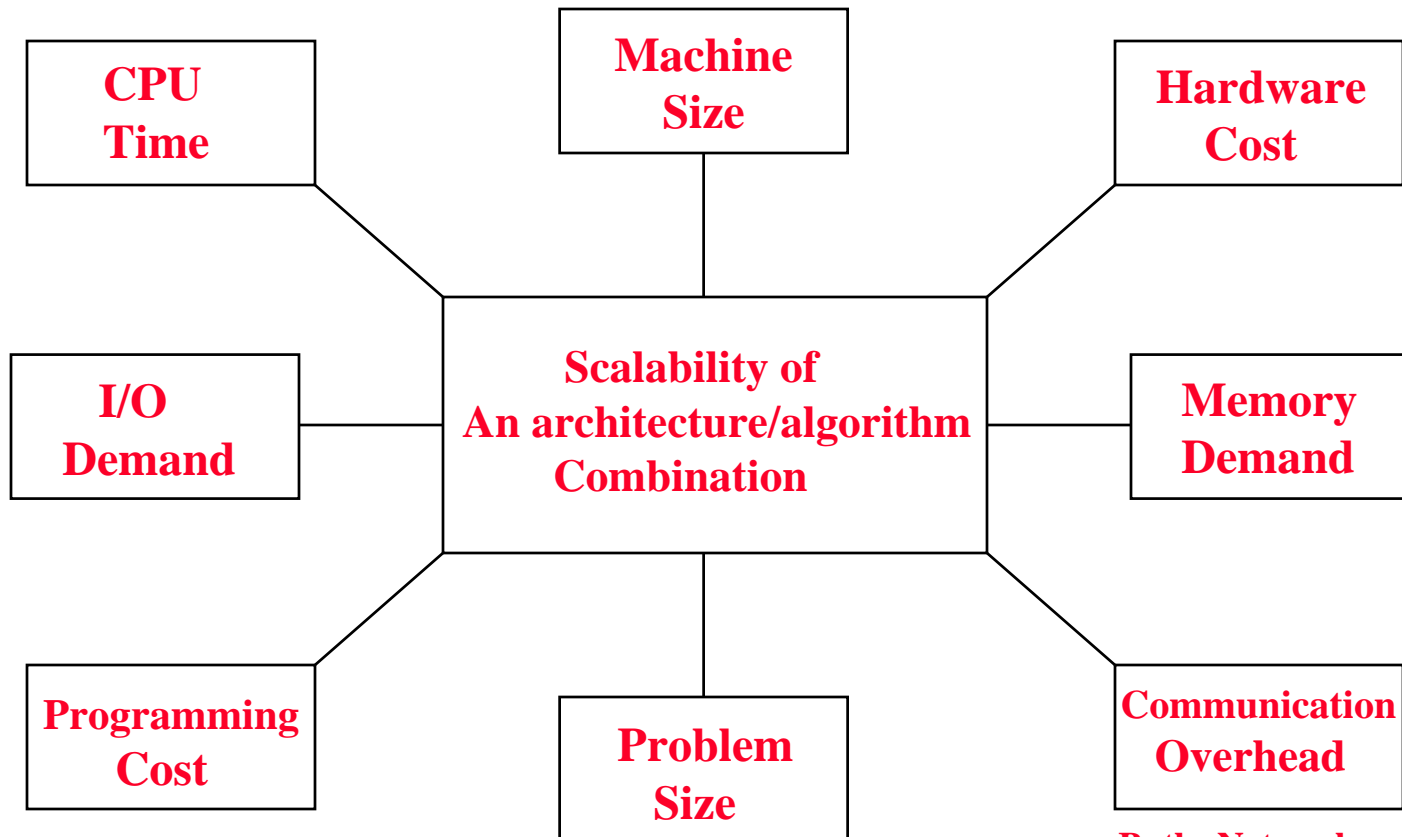 CPU
Time
Machine
Size
Hardware
Cost
I/O
Demand
Scalability of
An architecture/algorithm
Combination
Memory
Demand
Programming
Cost
Problem
Size
Communication
Overhead